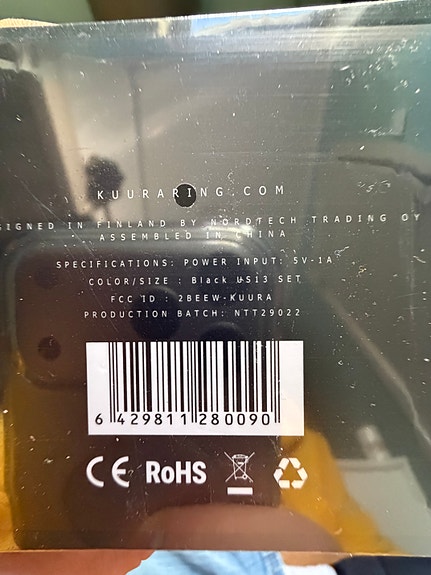 KUURARING.COM
SIGNED IN FINLAND BY NORDTECH TRADING OY
ASSEMBLED IN CHINA
SPECIFICATIONS: POWER INPUT: 5V-1A
COLOR/SIZE : Black US13 SET
FCC ID : 2BEEW-KUURA
PRODUCTION BATCH: NTT29022
6 429811 280090
CE RoHS